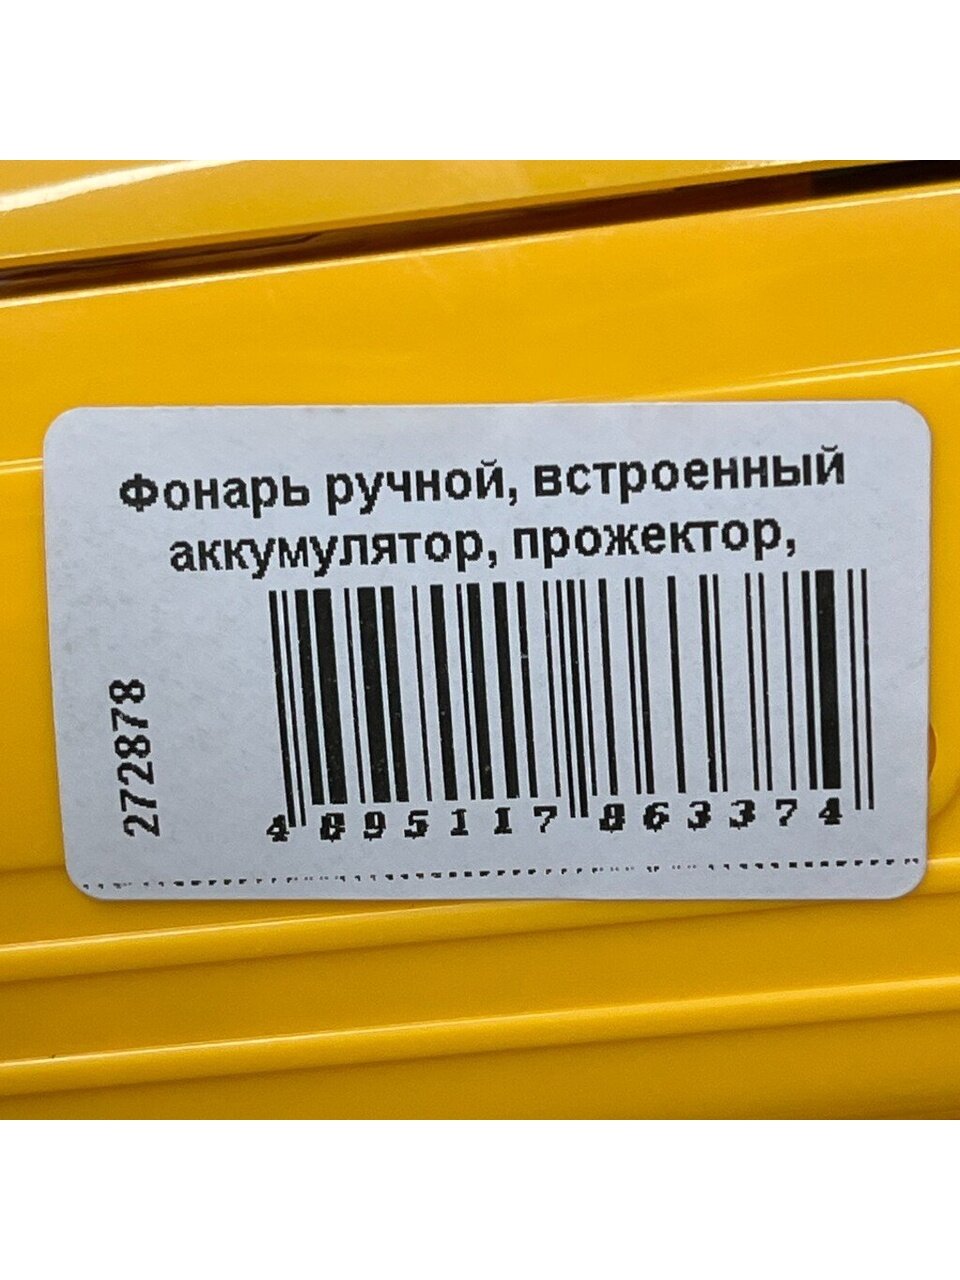 Фонарь ручной, встроенный
аккумулятор, прожектор,
272878
4 895117 863374